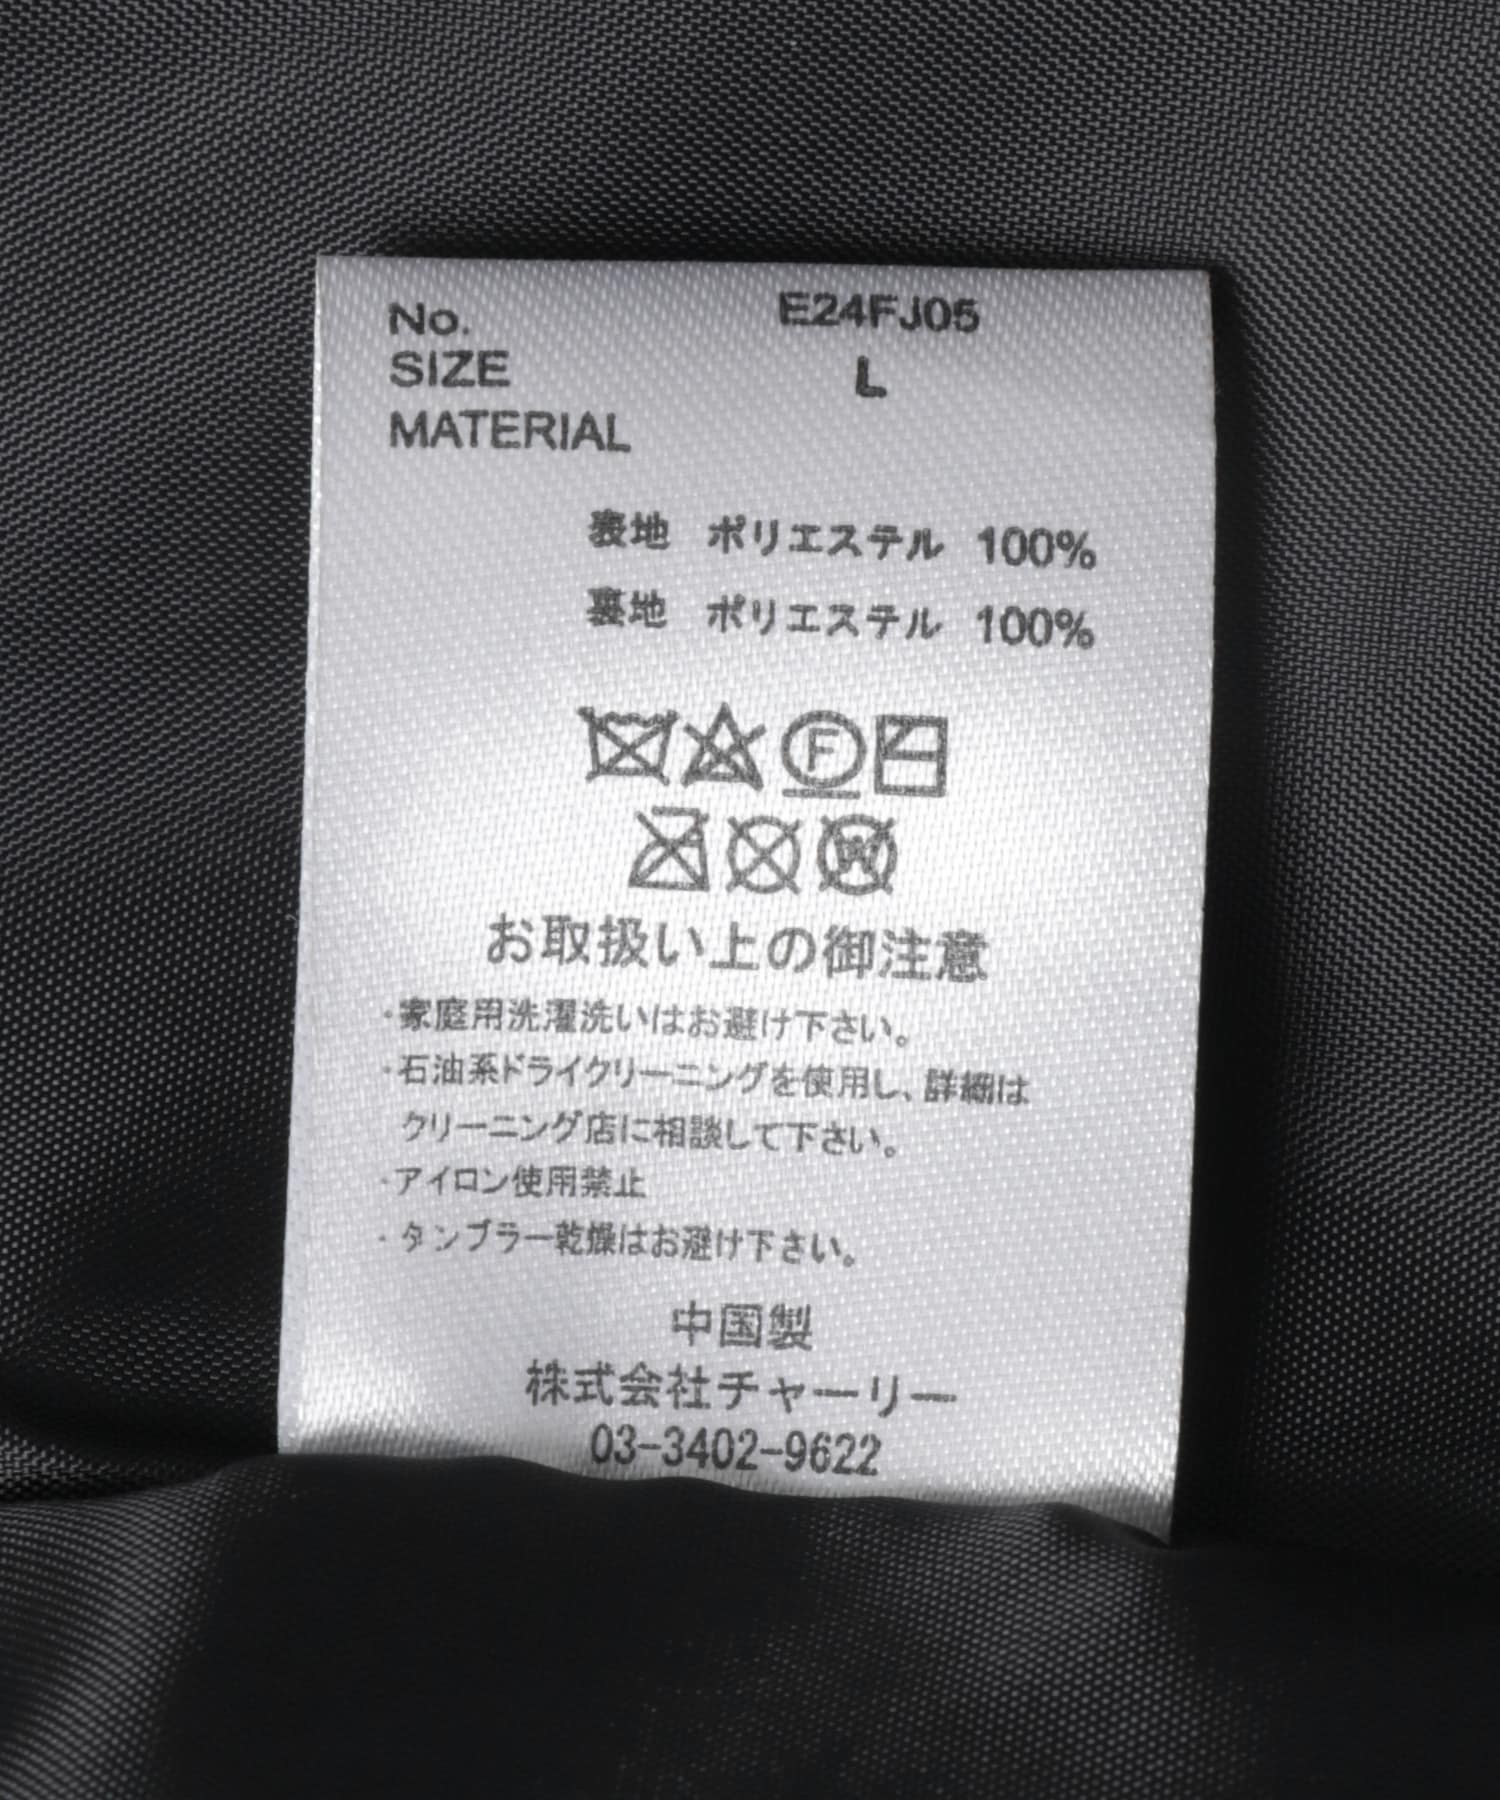 No. E24FJ05
SIZE L
MATERIAL
表地 ポリエステル 100%
裏地 ポリエステル 100%
F
W
お取扱い上の御注意
・家庭用洗濯洗いはお避け下さい。
・石油系ドライクリーニングを使用し、詳細は
クリーニング店に相談して下さい。
・アイロン使用禁止
・タンブラー乾燥はお避け下さい。
中国製
株式会社チャーリー
03-3402-9622